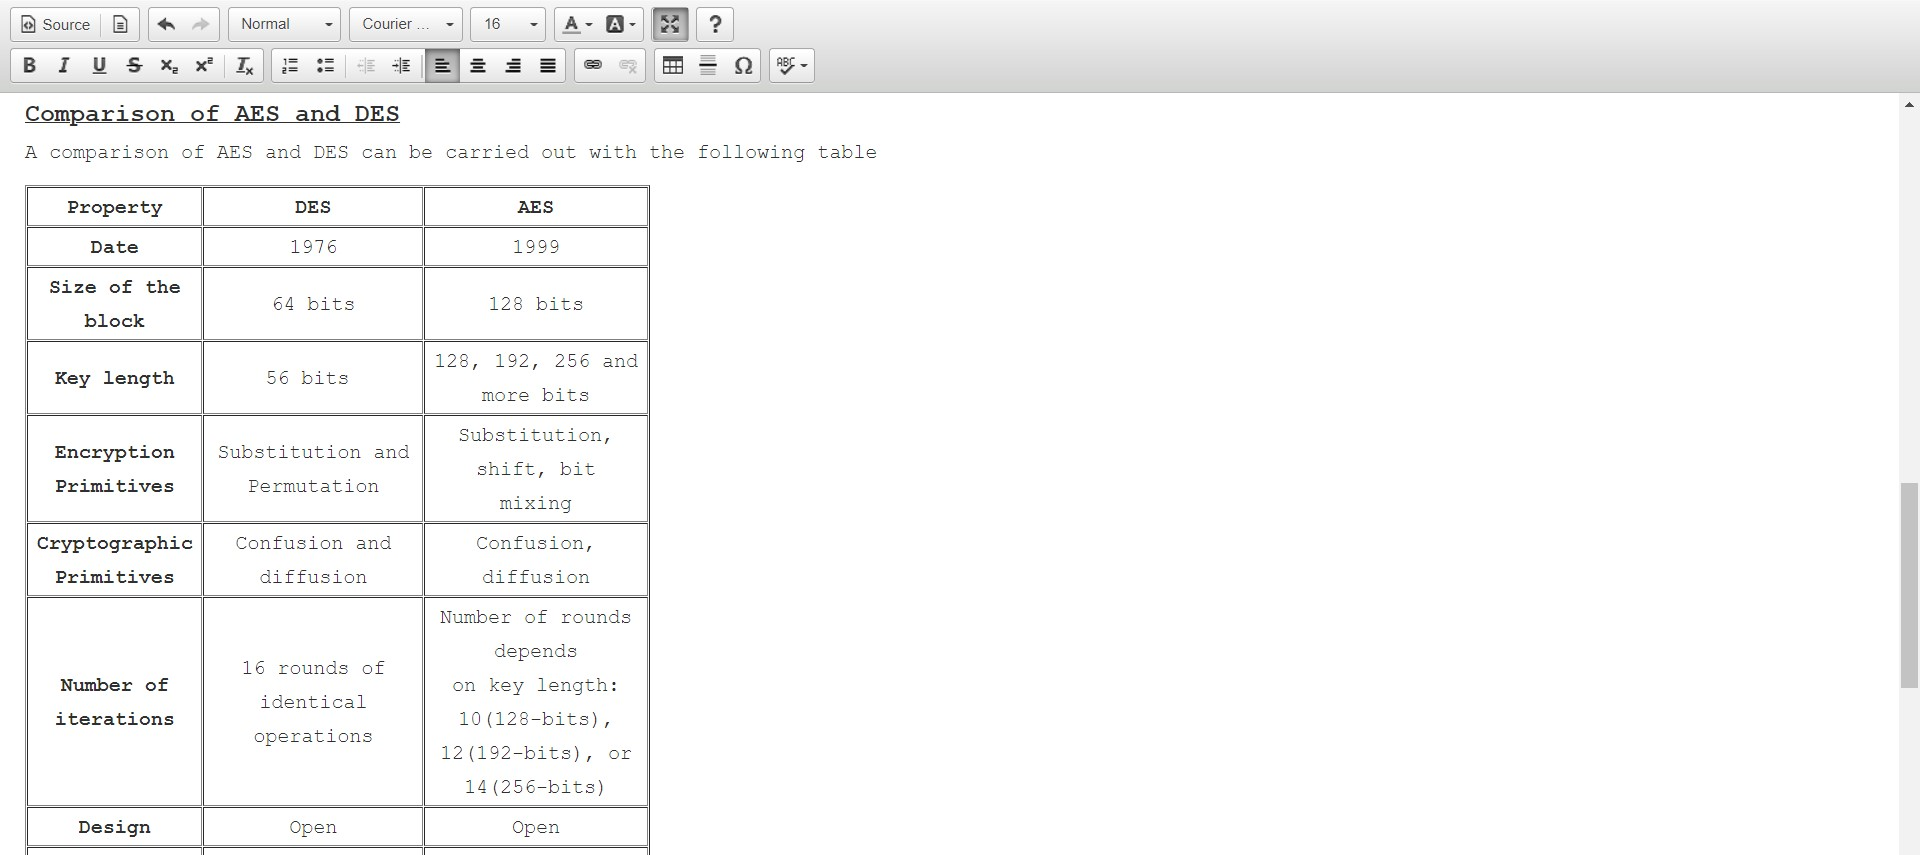 Source
Normal
Courier ...
16
A
A
?
B I U S x₂ x² Tx
Ω
ABC
Comparison of AES and DES
A comparison of AES and DES can be carried out with the following table
Property DES AES
Date 1976 1999
Size of the
block
64 bits
128 bits
Key length
56 bits
128, 192, 256 and
more bits
Encryption
Primitives
Substitution and
Permutation
Substitution,
shift, bit
mixing
Cryptographic
Primitives
Confusion and
diffusion
Confusion,
diffusion
Number of
iterations
16 rounds of
identical
operations
Number of rounds
depends
on key length:
10(128-bits),
12(192-bits), or
14(256-bits)
Design Open Open